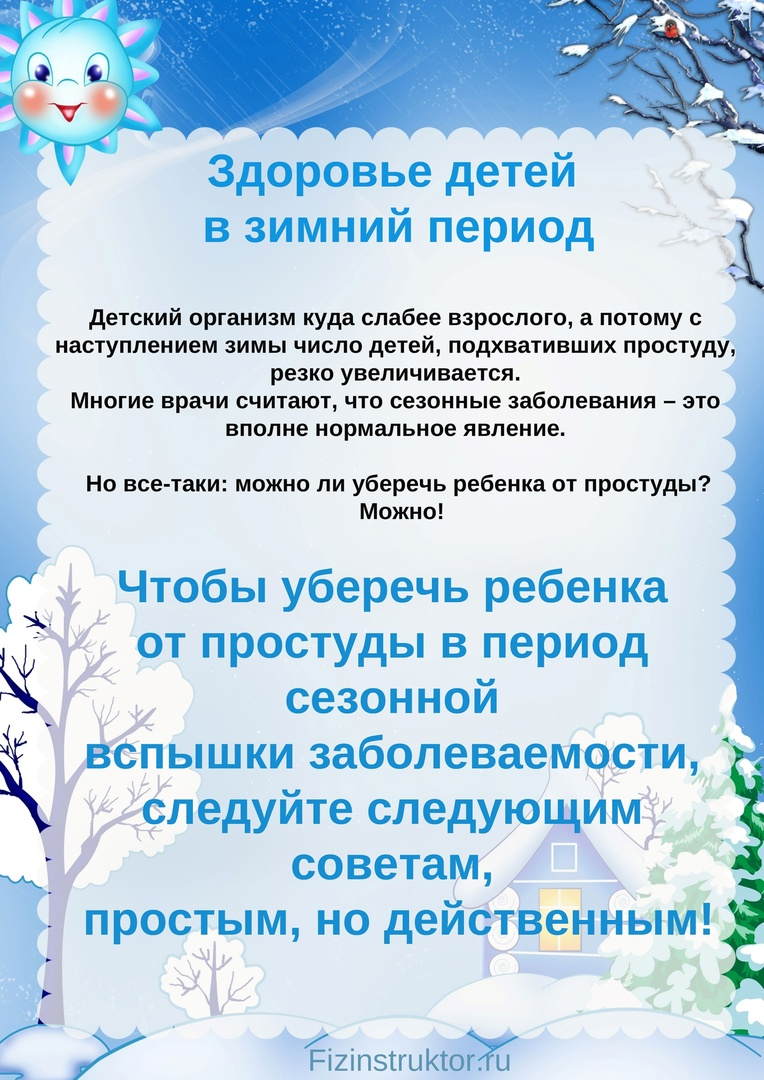 Здоровье детей
в зимний период
Детский организм куда слабее взрослого, а потому с
наступлением зимы число детей, подхвативших простуду,
резко увеличивается.
Многие врачи считают, что сезонные заболевания – это
вполне нормальное явление.
Но все-таки: можно ли уберечь ребенка от простуды?
Можно!
Чтобы уберечь ребенка
от простуды в период
сезонной
вспышки заболеваемости,
следуйте следующим
советам,
простым, но действенным!
Fizinstruktor.ru